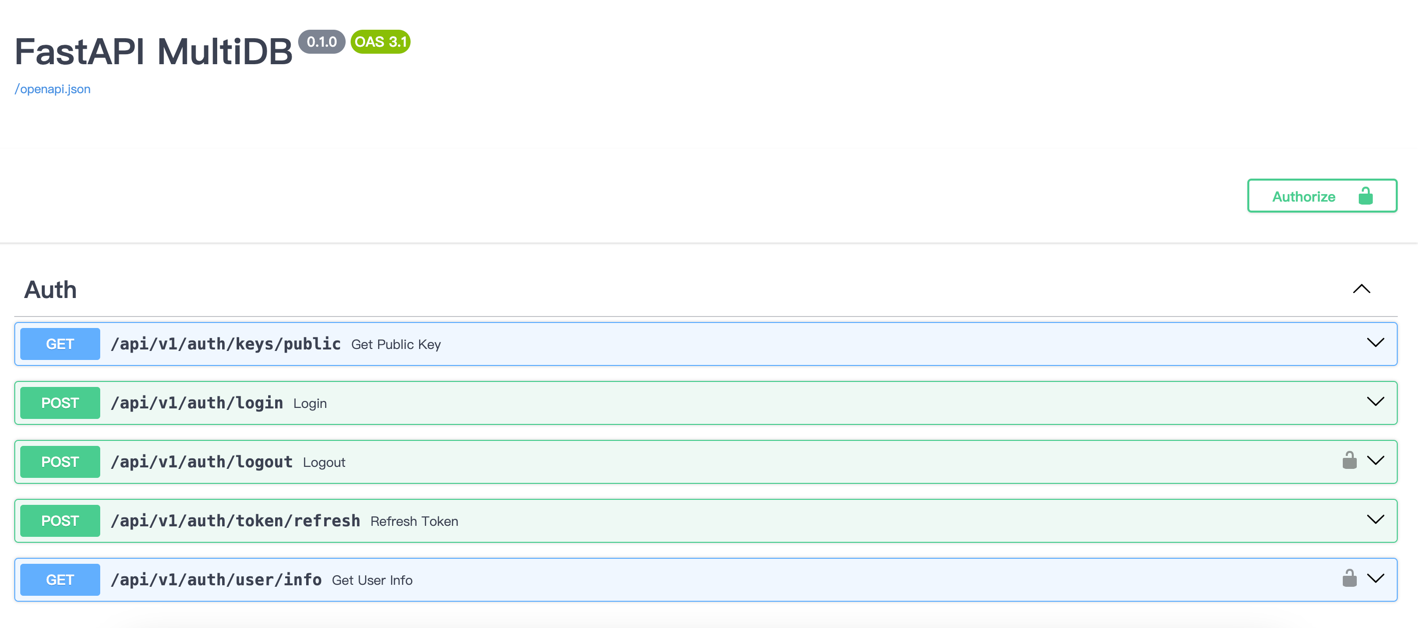 FastAPI MultiDB 0.1.0 OAS 3.1
/openapi.json
Authorize
Auth
GET /api/v1/auth/keys/public Get Public Key
POST /api/v1/auth/login Login
POST /api/v1/auth/logout Logout
POST /api/v1/auth/token/refresh Refresh Token
GET /api/v1/auth/user/info Get User Info